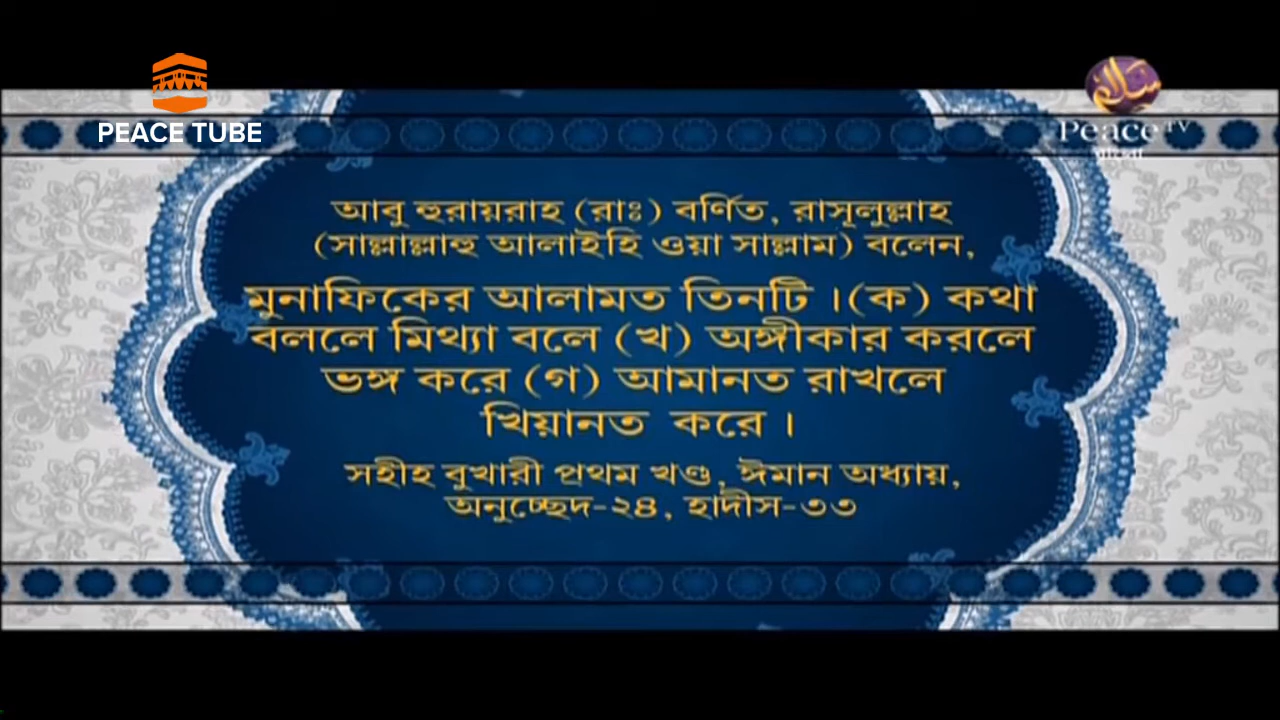 PEACE TUBE
سلام
Peace TV
বাংলা
আবু হুরায়রাহ (রাঃ) বর্ণিত, রাসূলুল্লাহ
(সাল্লাল্লাহু আলাইহি ওয়া সাল্লাম) বলেন,
মুনাফিকের আলামত তিনটি ।(ক) কথা
বললে মিথ্যা বলে (খ) অঙ্গীকার করলে
ভঙ্গ করে (গ) আমানত রাখলে
খিয়ানত করে ।
সহীহ বুখারী প্রথম খণ্ড, ঈমান অধ্যায়,
অনুচ্ছেদ-২৪, হাদীস-৩৩